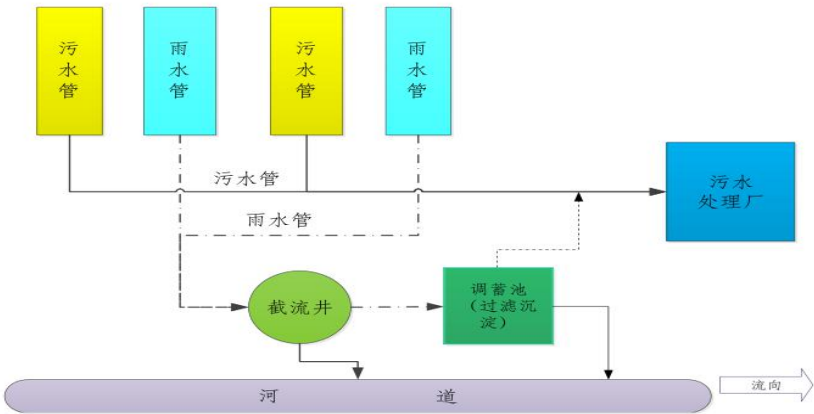 污水管
雨水管
污水管
雨水管
污水管
污水
处理厂
雨水管
截流井
调蓄池
（过滤沉
淀）
河道
流向